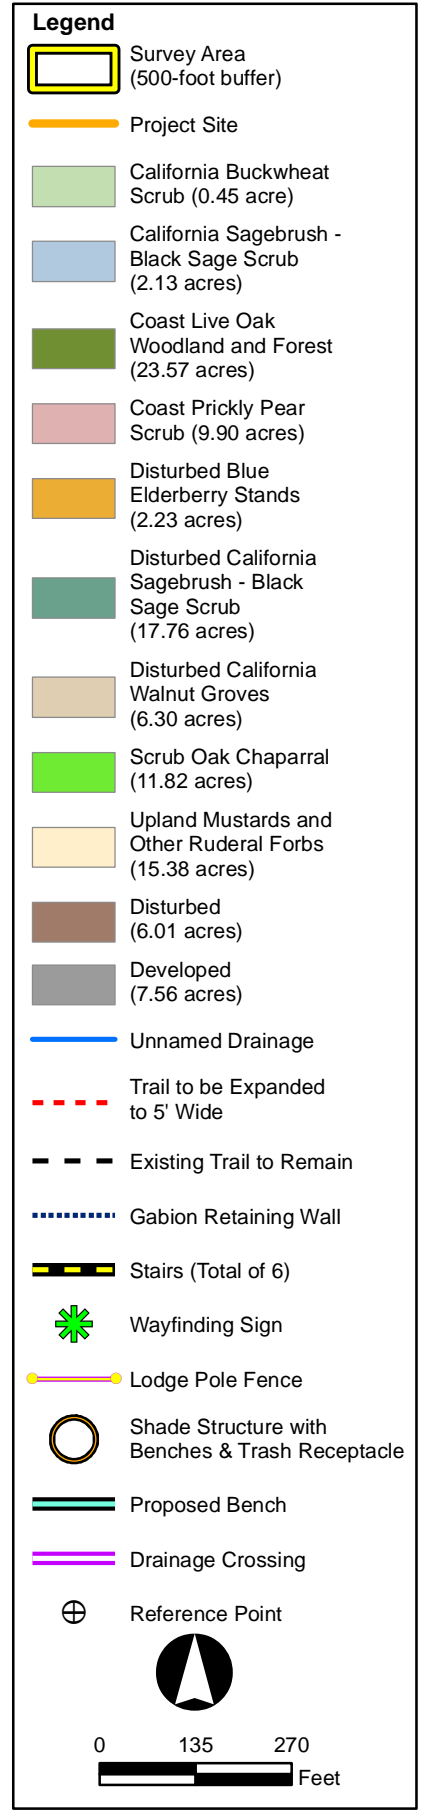 Legend
Survey Area
(500-foot buffer)
Project Site
California Buckwheat
Scrub (0.45 acre)
California Sagebrush -
Black Sage Scrub
(2.13 acres)
Coast Live Oak
Woodland and Forest
(23.57 acres)
Coast Prickly Pear
Scrub (9.90 acres)
Disturbed Blue
Elderberry Stands
(2.23 acres)
Disturbed California
Sagebrush - Black
Sage Scrub
(17.76 acres)
Disturbed California
Walnut Groves
(6.30 acres)
Scrub Oak Chaparral
(11.82 acres)
Upland Mustards and
Other Ruderal Forbs
(15.38 acres)
Disturbed
(6.01 acres)
Developed
(7.56 acres)
Unnamed Drainage
Trail to be Expanded
to 5' Wide
Existing Trail to Remain
Gabion Retaining Wall
Stairs (Total of 6)
Wayfinding Sign
Lodge Pole Fence
Shade Structure with
Benches & Trash Receptacle
Proposed Bench
Drainage Crossing
Reference Point
0 135 270
Feet